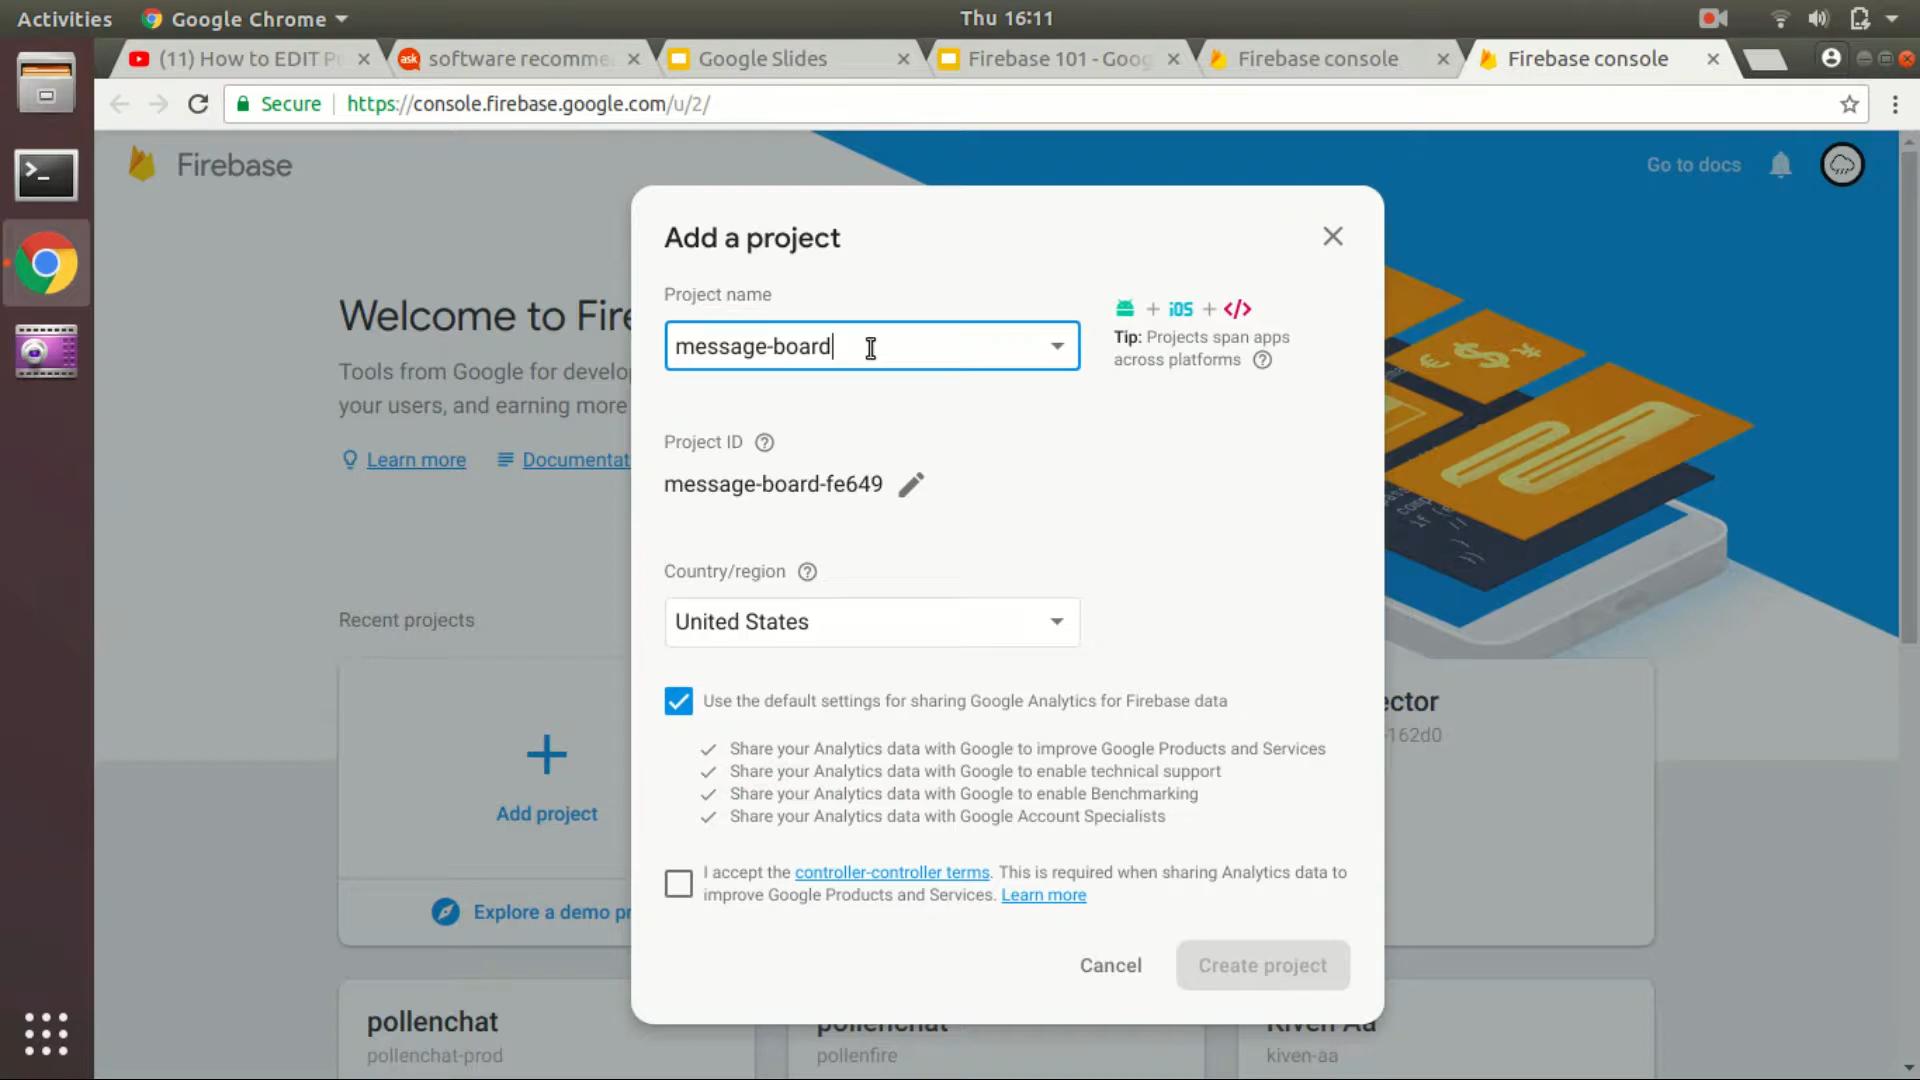 Activities
Google Chrome
Thu 16:11
(11) How to EDIT P
ask
software recomme
Google Slides
Firebase 101 - Goog
Firebase console
Firebase console
Secure
https://console.firebase.google.com/u/2/
Firebase
Go to docs
Add a project
Project name
message-board
+ iOS + </>
Tip: Projects span apps
across platforms
Welcome to Fire
Tools from Google for develo
your users, and earning more
Learn more
Documentat
Project ID
message-board-fe649
Country/region
United States
Recent projects
Use the default settings for sharing Google Analytics for Firebase data
Share your Analytics data with Google to improve Google Products and Services
Share your Analytics data with Google to enable technical support
Share your Analytics data with Google to enable Benchmarking
Share your Analytics data with Google Account Specialists
ector
-162d0
Add project
I accept the controller-controller terms. This is required when sharing Analytics data to
improve Google Products and Services. Learn more
Explore a demo pr
Cancel
Create project
pollenchat
pollenchat-prod
pollenchat
pollenfire
Kiven Aa
kiven-aa